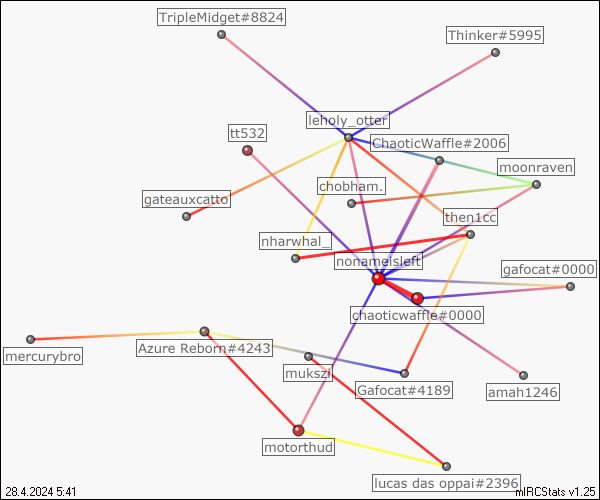 TripleMidget#8824
Thinker#5995
leholy_otter
tt532
ChaoticWaffle#2006
moonraven
chobham.
gateauxcatto
then1c
nharwhal_
nonameisleft
gafocat#0000
chaoticwaffle#0000
Azure Reborn#4243
mercurybro
mukszi
Gafocat#4189
amah1246
motorthud
lucas das oppai#2396
28.4.2024 5:41
mIRCStats v1.25